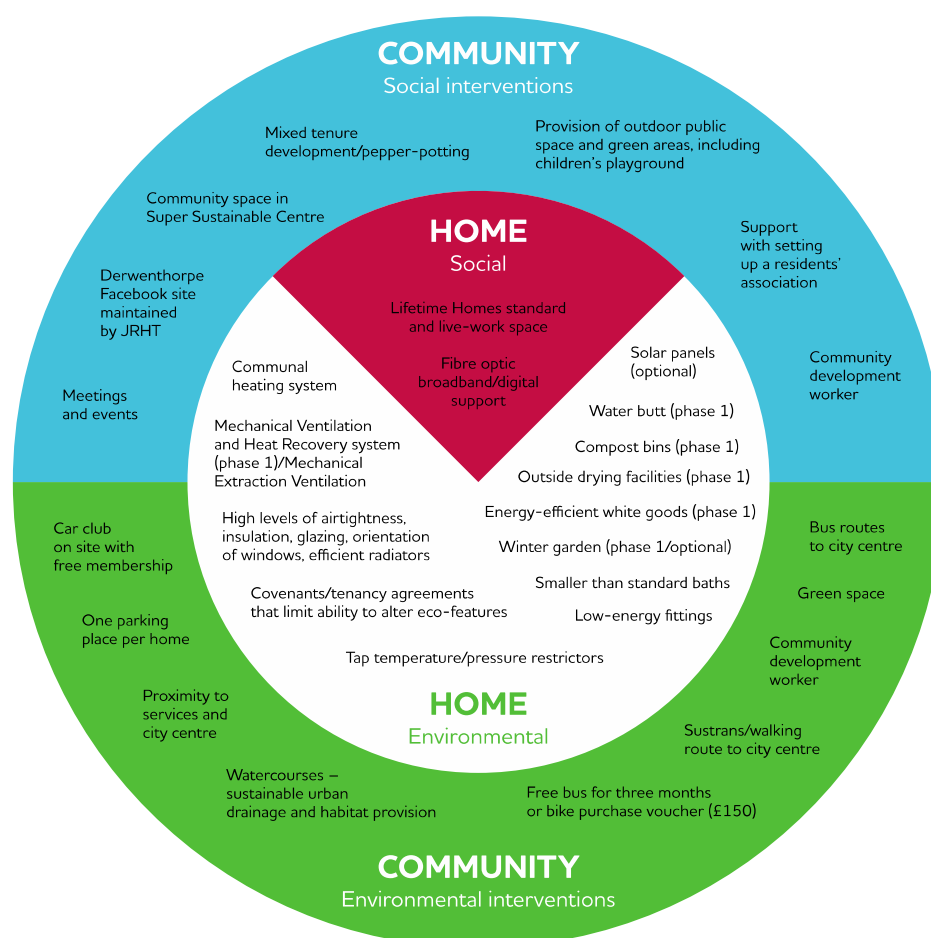 COMMUNITY
Social interventions
Mixed tenure
development/pepper-potting
Provision of outdoor public
space and green areas, including
children's playground
Community space in
Super Sustainable Centre
Support
with setting
up a residents'
association
Derwenthorpe
Facebook site
maintained
by JRHT
Community
development
worker
Meetings
and events
HOME
Social
Lifetime Homes standard
and live-work space
Fibre optic
broadband/digital
support
Communal
heating system
Mechanical Ventilation
and Heat Recovery system
(phase 1)/Mechanical
Extraction Ventilation
High levels of airtightness,
insulation, glazing, orientation
of windows, efficient radiators
Covenants/tenancy agreements
that limit ability to alter eco-features
Solar panels
(optional)
Water butt (phase 1)
Compost bins (phase 1)
Outside drying facilities (phase 1)
Energy-efficient white goods (phase 1)
Winter garden (phase 1/optional)
Smaller than standard baths
Low-energy fittings
Tap temperature/pressure restrictors
HOME
Environmental
Car club
on site with
free membership
One parking
place per home
Proximity to
services and
city centre
Watercourses –
sustainable urban
drainage and habitat provision
Bus routes
to city centre
Green space
Community
development
worker
Sustrans/walking
route to city centre
Free bus for three months
or bike purchase voucher (£150)
COMMUNITY
Environmental interventions